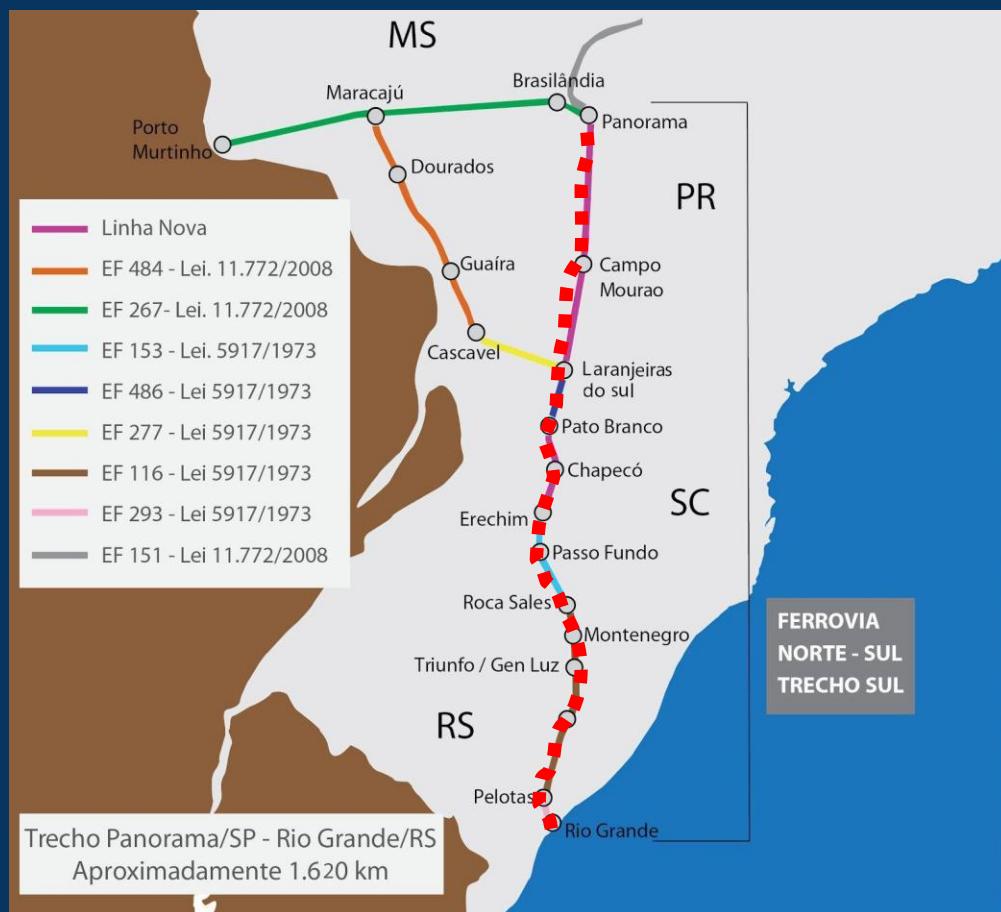 MS
Brasilândia
Maracajú
Panorama
Porto
Murtinho
Dourados
PR
Linha Nova
EF 484 - Lei. 11.772/2008
EF 267- Lei. 11.772/2008
EF 153 - Lei. 5917/1973
EF 486 - Lei 5917/1973
EF 277 - Lei 5917/1973
EF 116 - Lei 5917/1973
EF 293 - Lei 5917/1973
EF 151 - Lei 11.772/2008
Guaíra
Campo
Mourao
Cascavel
Laranjeiras
do sul
Pato Branco
Chapecó
SC
Erechim
Passo Fundo
Roca Sales
Montenegro
Triunfo / Gen Luz
RS
FERROVIA
NORTE - SUL
TRECHO SUL
Pelotas
Rio Grande
Trecho Panorama/SP - Rio Grande/RS
Aproximadamente 1.620 km